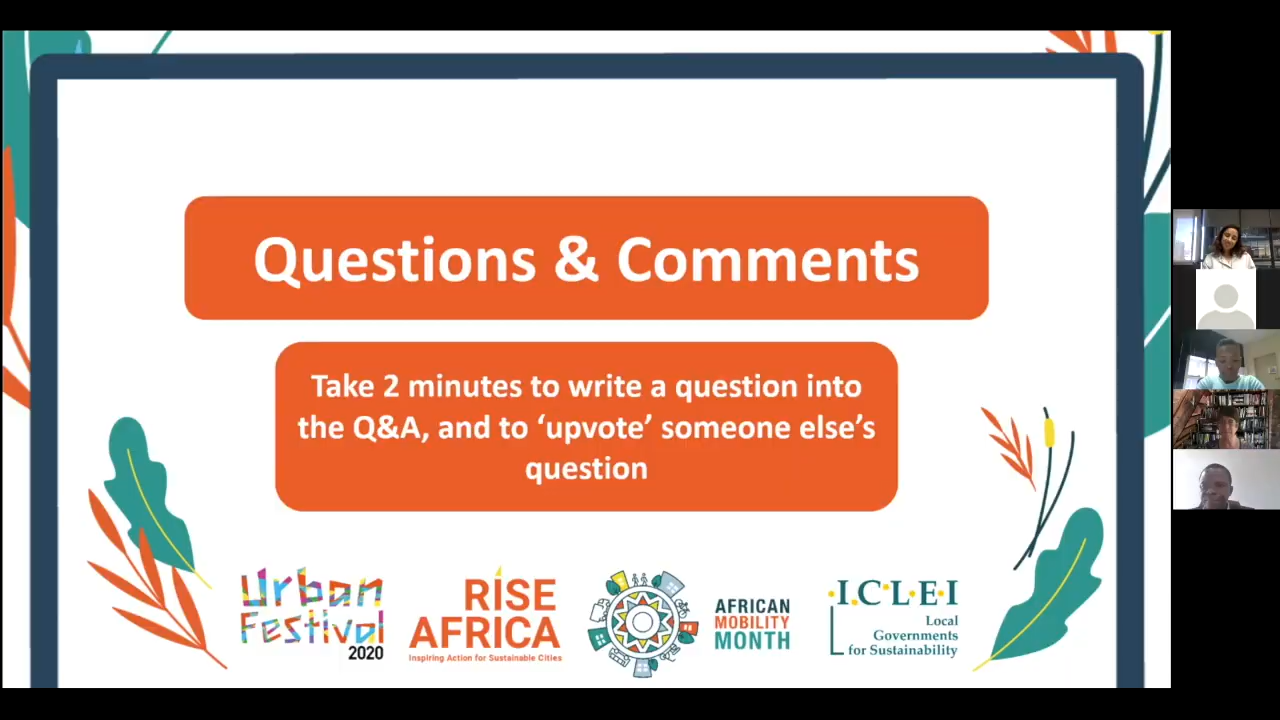 Questions & Comments
Take 2 minutes to write a question into
the Q&A, and to ‘upvote’ someone else’s
question
Urban
Festival
2020
RISE
AFRICA
Inspiring Action for Sustainable Cities
AFRICAN
MOBILITY
MONTH
I.C.L.E.I
Local
Governments
for Sustainability